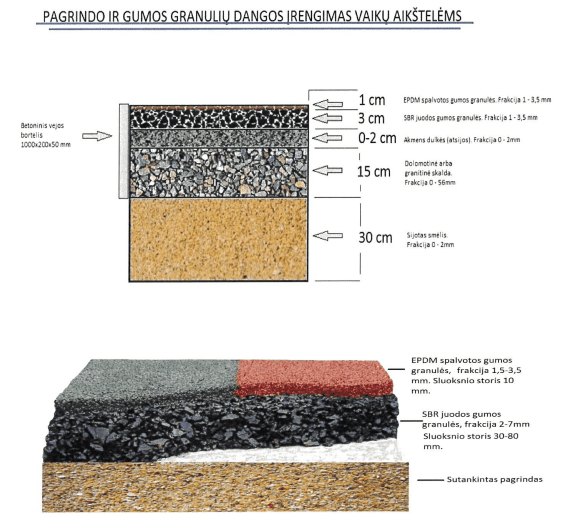 PAGRINDO IR GUMOS GRANULIŲ DANGOS ĮRENGIMAS VAIKŲ AIKŠTELĖMS
Betoninis vejos
bortelis
1000x200x50 mm
1 cm
EPDM spalvotos gumos granulės. Frakcija 1 - 3,5 mm
3 cm
SBR juodos gumos granulės. Frakcija 1 - 3,5mm
0-2 cm
Akmens dulkės (atsijos). Frakcija 0 - 2mm
15 cm
Dolomotinė arba
granitinė skalda.
Frakcija 0 - 56mm
30 cm
Sijotas smėlis.
Frakcija 0 - 2mm
EPDM spalvotos gumos
granulės, frakcija 1,5-3,5
mm. Sluoksnio storis 10
mm.
SBR juodos gumos
granulės, frakcija 2-7mm
Sluoksnio storis 30-80
mm.
Sutankintas pagrindas